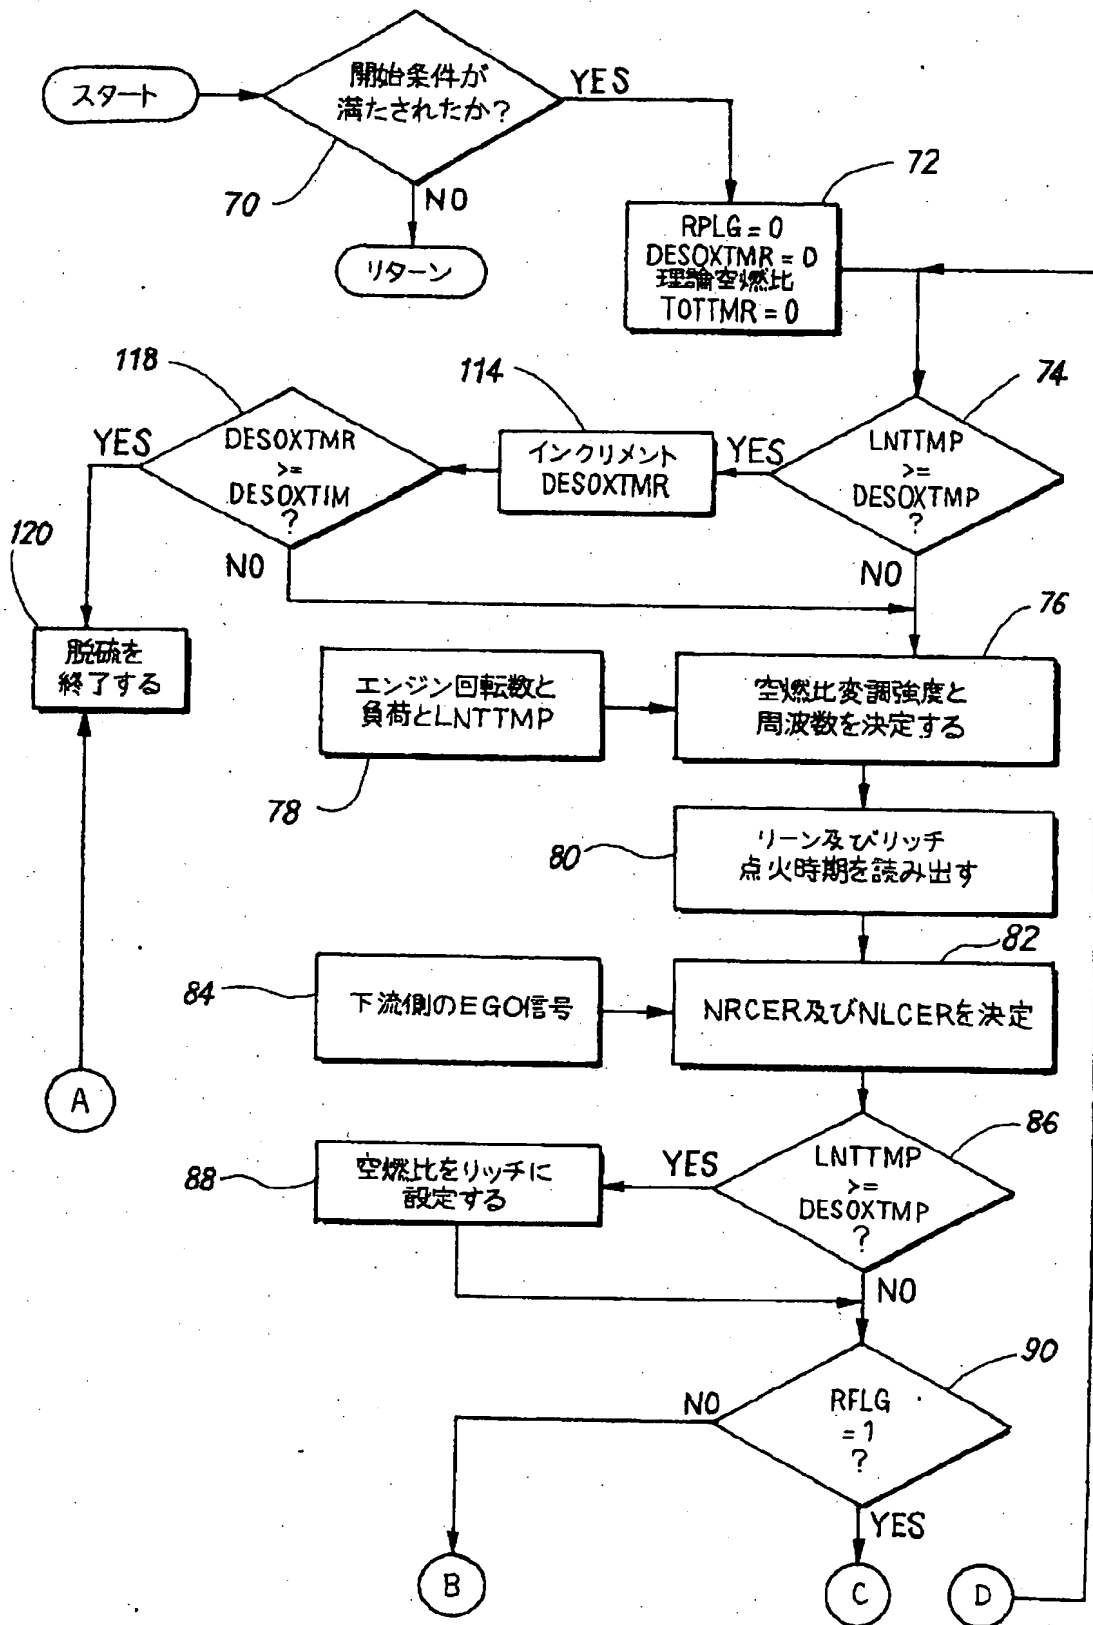 スタート
開始条件が
満たされたか?
YES
70
NO
リターン
72
RPLG = 0
DESOXTMR = 0
理論空燃比
TOTTMR = 0
118
YES
DESOXTMR
>=
DESOXTIM
?
NO
114
インクリメント
DESOXTMR
YES
74
LNTTMP
>=
DESOXTMP
?
NO
120
脱硫を
終了する
エンジン回転数と
負荷とLNTTMP
78
76
空燃比変調強度と
周波数を決定する
80
リーン及びリッチ
点火時期を読み出す
84
下流側のEGO信号
82
NRCER及びNLCERを決定
A
88
空燃比をリッチに
設定する
YES
86
LNTTMP
>=
DESOXTMP
?
NO
90
NO
RFLG
=1
?
YES
B
C
D